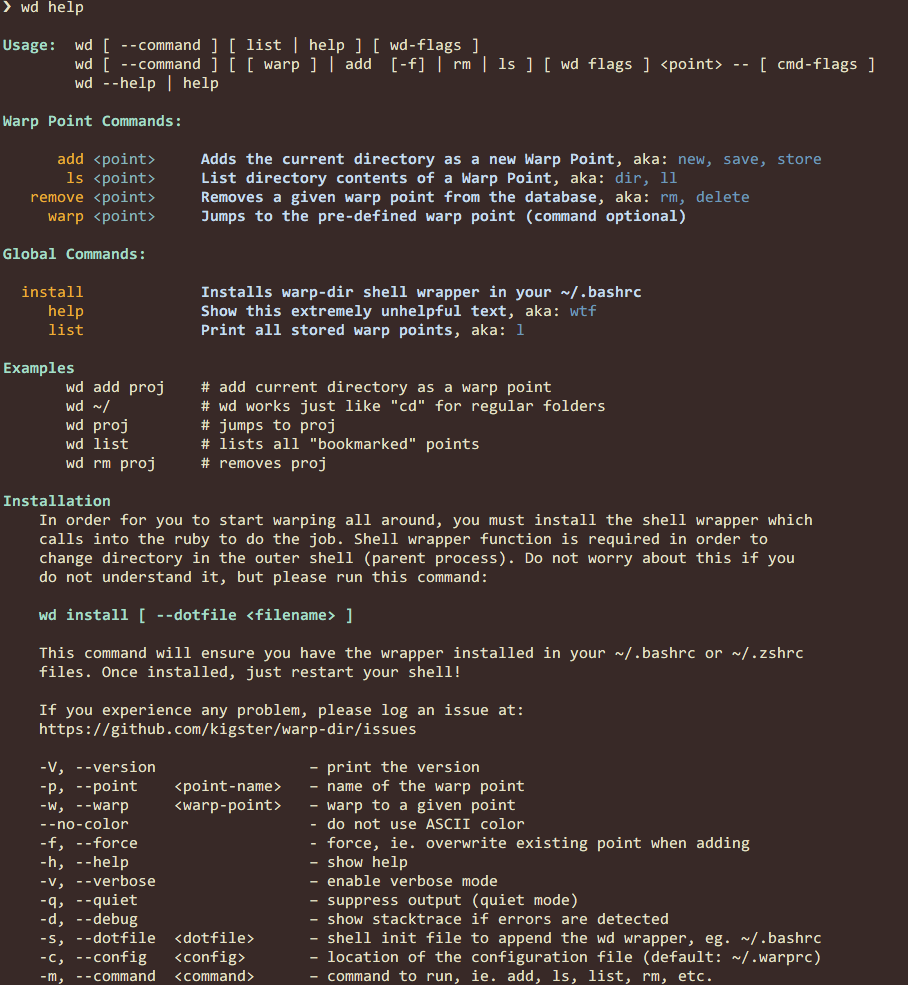 ❯ wd help
Usage:  wd [ --command ] [ list | help ] [ wd-flags ]
        wd [ --command ] [ [ warp ] | add  [-f] | rm | ls ] [ wd flags ] <point> -- [ cmd-flags ]
        wd --help | help
Warp Point Commands:
      add <point>     Adds the current directory as a new Warp Point, aka: new, save, store
       ls <point>     List directory contents of a Warp Point, aka: dir, ll
   remove <point>     Removes a given warp point from the database, aka: rm, delete
     warp <point>     Jumps to the pre-defined warp point (command optional)
Global Commands:
  install             Installs warp-dir shell wrapper in your ~/.bashrc
     help             Show this extremely unhelpful text, aka: wtf
     list             Print all stored warp points, aka: l
Examples
       wd add proj    # add current directory as a warp point
       wd ~/          # wd works just like "cd" for regular folders
       wd proj        # jumps to proj
       wd list        # lists all "bookmarked" points
       wd rm proj     # removes proj
Installation
    In order for you to start warping all around, you must install the shell wrapper which
    calls into the ruby to do the job. Shell wrapper function is required in order to
    change directory in the outer shell (parent process). Do not worry about this if you
    do not understand it, but please run this command:
    wd install [ --dotfile <filename> ]
    This command will ensure you have the wrapper installed in your ~/.bashrc or ~/.zshrc
    files. Once installed, just restart your shell!
    If you experience any problem, please log an issue at:
    https://github.com/kigster/warp-dir/issues
    -V, --version                 – print the version
    -p, --point    <point-name>   – name of the warp point
    -w, --warp     <warp-point>   – warp to a given point
    --no-color                    - do not use ASCII color
    -f, --force                   - force, ie. overwrite existing point when adding
    -h, --help                    – show help
    -v, --verbose                 – enable verbose mode
    -q, --quiet                   – suppress output (quiet mode)
    -d, --debug                   – show stacktrace if errors are detected
    -s, --dotfile  <dotfile>      – shell init file to append the wd wrapper, eg. ~/.bashrc
    -c, --config   <config>       – location of the configuration file (default: ~/.warprc)
    -m, --command  <command>      – command to run, ie. add, ls, list, rm, etc.